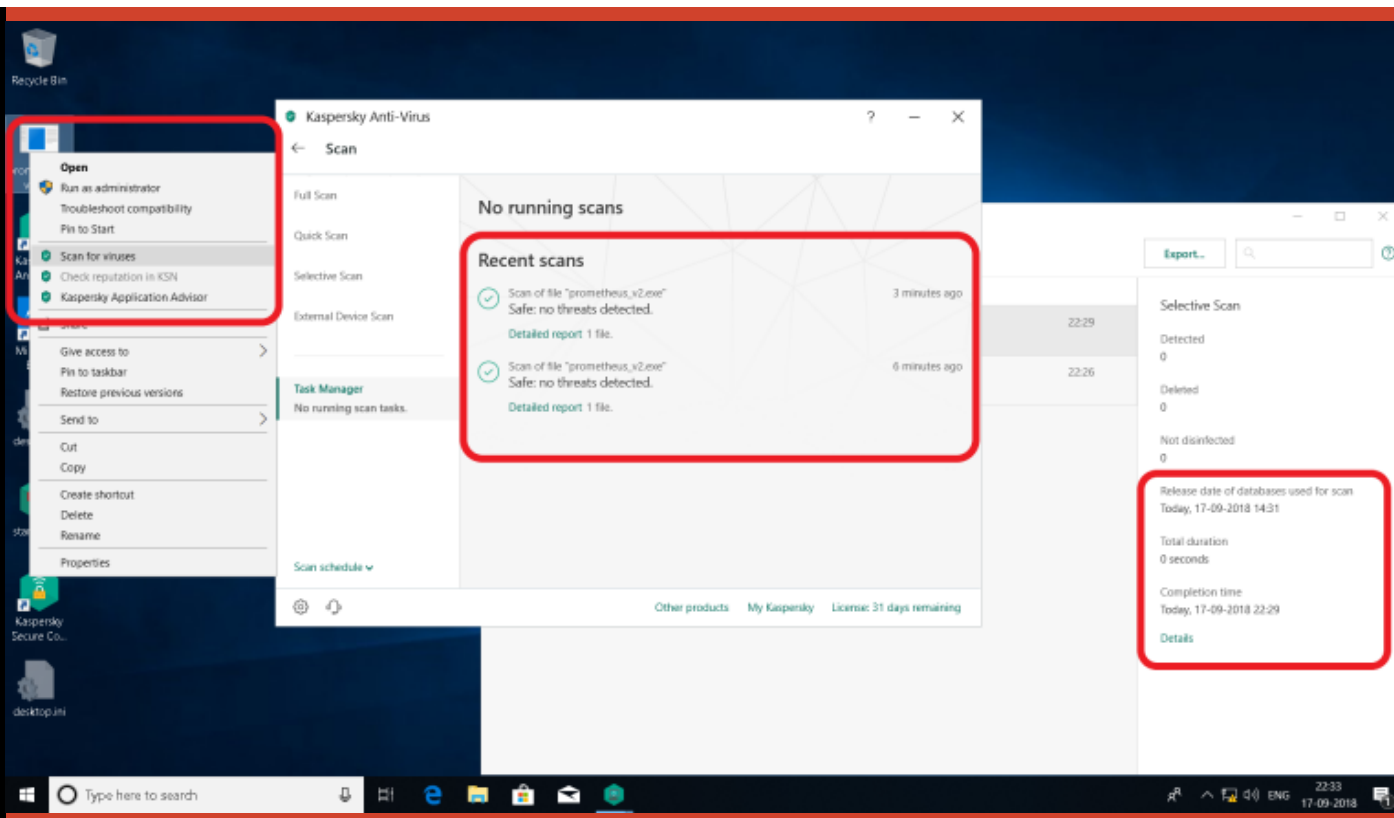 Recycle Bin
Open
Run as administrator
Troubleshoot compatibility
Pin to Start
Scan for viruses
Check reputation in KSN
Kaspersky Application Advisor
Give access to
Pin to taskbar
Restore previous versions
Send to
Cut
Copy
Create shortcut
Delete
Rename
Properties
Kaspersky
Secure Co...
desktop.ini
Kaspersky Anti-Virus
Scan
Full Scan
Quick Scan
Selective Scan
External Device Scan
Task Manager
No running scan tasks.
Scan schedule
No running scans
Recent scans
Scan of file "prometheus_v2.exe" 3 minutes ago
Safe: no threats detected.
Detailed report 1 file.
Scan of file "prometheus_v2.exe" 6 minutes ago
Safe: no threats detected.
Detailed report 1 file.
Other products My Kaspersky License: 31 days remaining
22:29
22:26
Export...
Selective Scan
Detected
0
Deleted
0
Not disinfected
0
Release date of databases used for scan
Today, 17-09-2018 14:31
Total duration
0 seconds
Completion time
Today, 17-09-2018 22:29
Details
Type here to search
ENG
22:33
17-09-2018